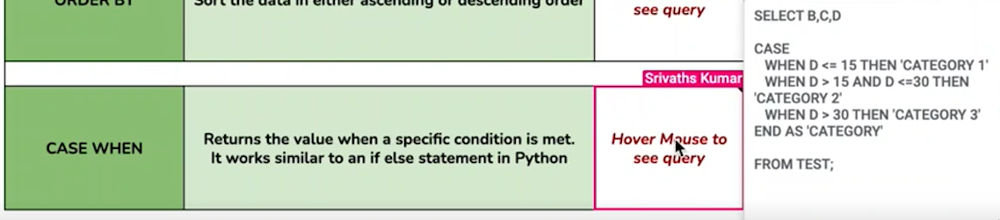 ORDER BY
Sort the data in either ascending or descending order
see query
Srivaths Kumar
CASE WHEN
Returns the value when a specific condition is met.
It works similar to an if else statement in Python
Hover Mouse to
see query
SELECT B,C,D
CASE
WHEN D <= 15 THEN 'CATEGORY 1'
WHEN D > 15 AND D <=30 THEN
'CATEGORY 2'
WHEN D > 30 THEN 'CATEGORY 3'
END AS 'CATEGORY'
FROM TEST;